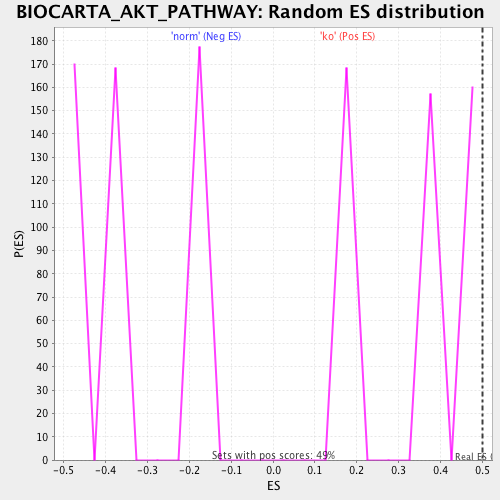 BIOCARTA_AKT_PATHWAY: Random ES distribution
'norm' (Neg ES) 'ko' (Pos ES)
180
170
160
150
140
130
120
110
100
90
80
70
60
50
40
30
20
10
0
P(ES)
Sets with pos scores: 49%
Real ES (
-0.5 -0.4 -0.3 -0.2 -0.1 0.0 0.1 0.2 0.3 0.4 0.5
ES